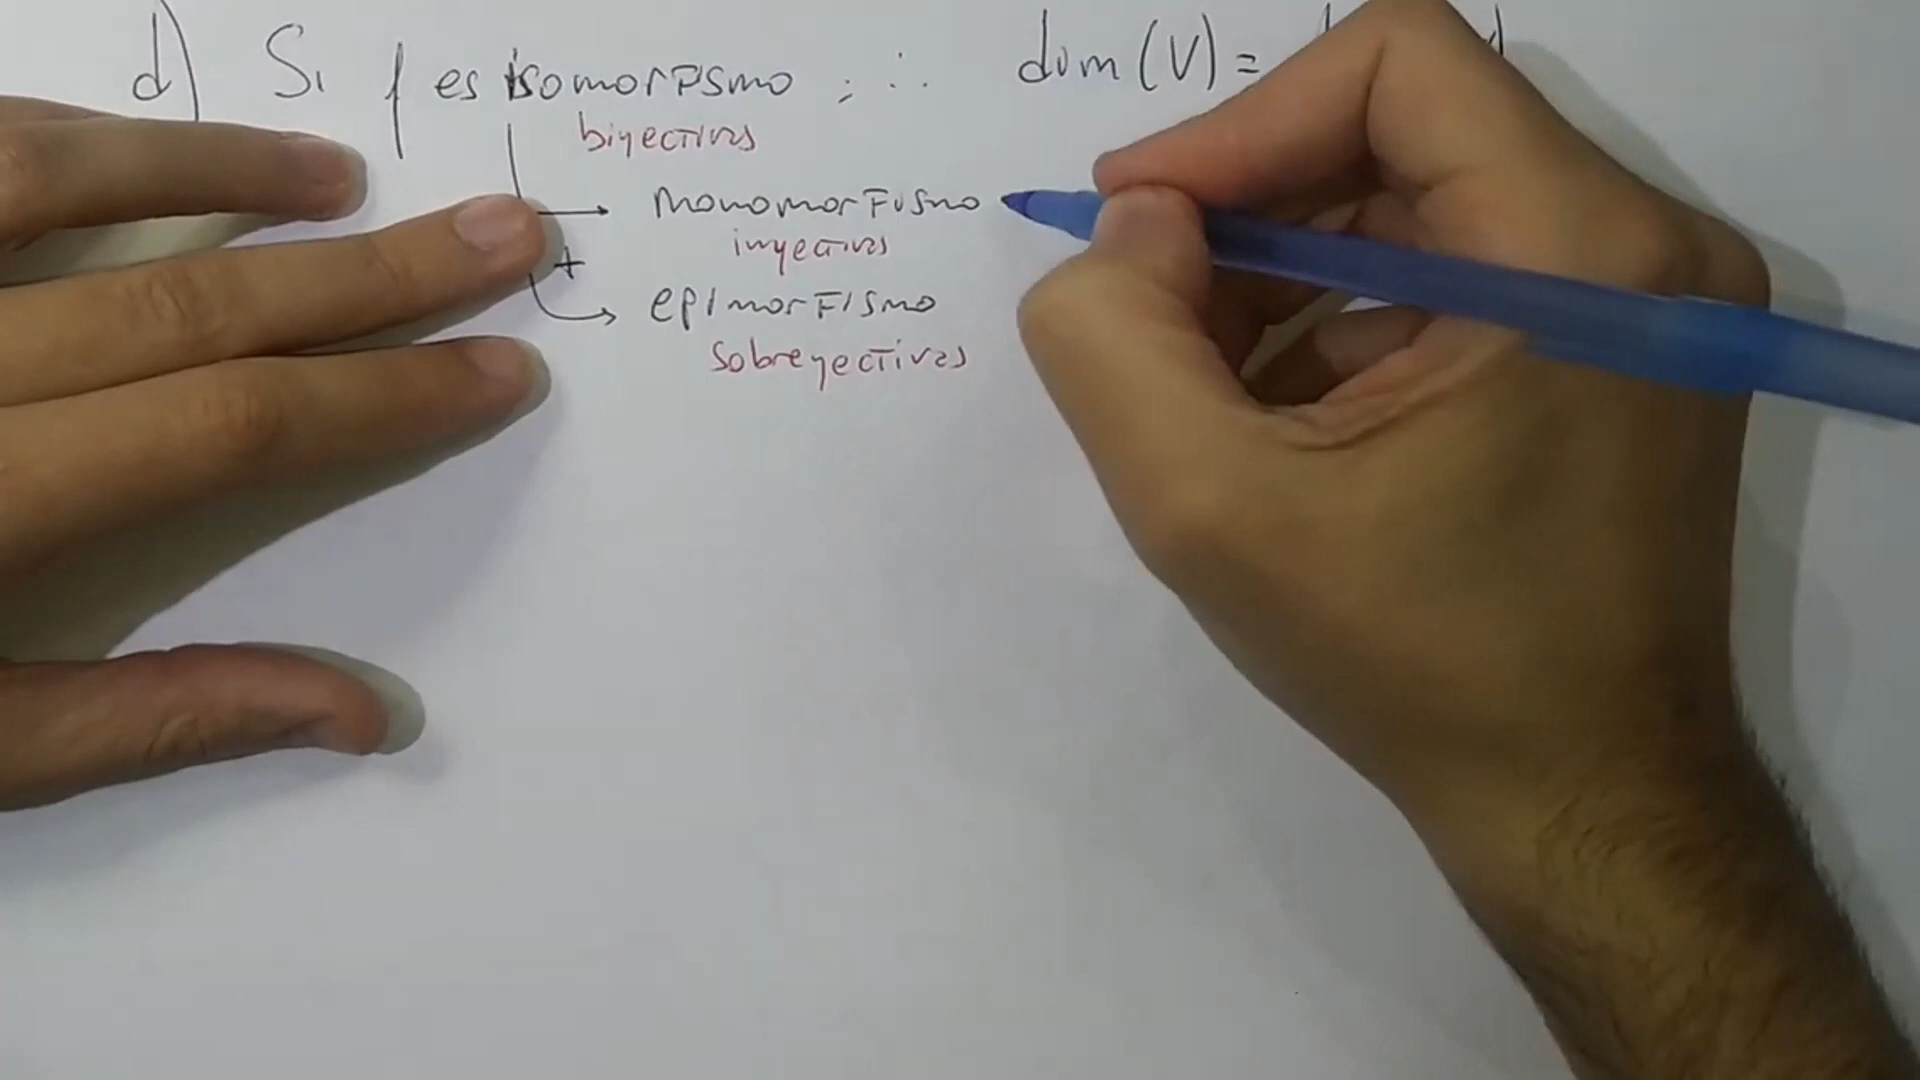 d) Si f es isomorfismo ; ∴ dim (V) =
biyectivas
monomorfismo
inyectivas
+
epimorfismo
sobreyectivas